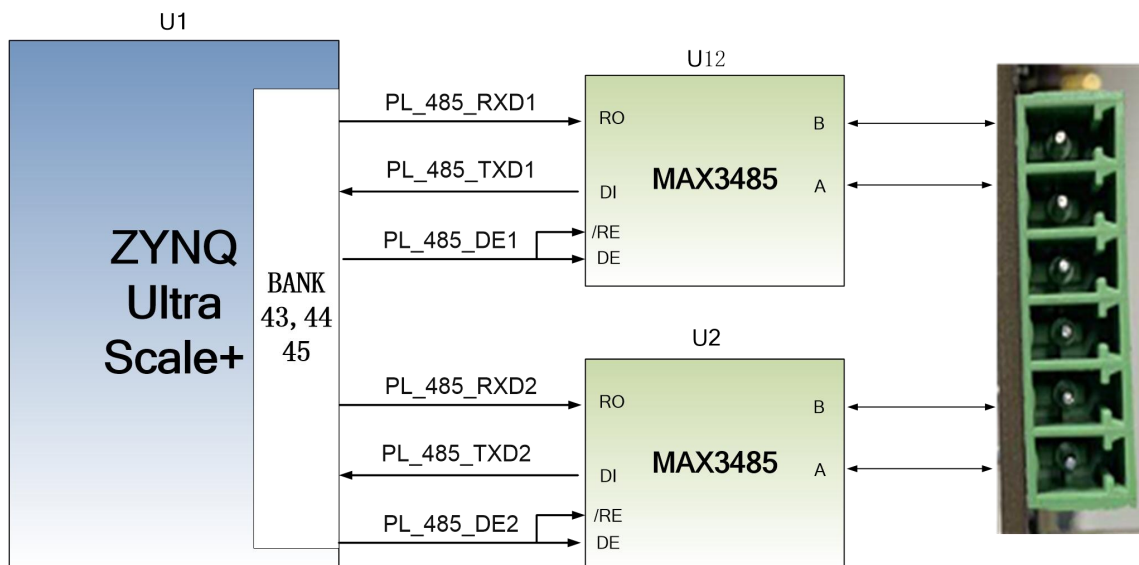 U1
ZYNQ
Ultra
Scale+
BANK
43, 44
45
PL_485_RXD1
PL_485_TXD1
PL_485_DE1
U12
RO
DI
/RE
DE
MAX3485
B
A
PL_485_RXD2
PL_485_TXD2
PL_485_DE2
U2
RO
DI
/RE
DE
MAX3485
B
A